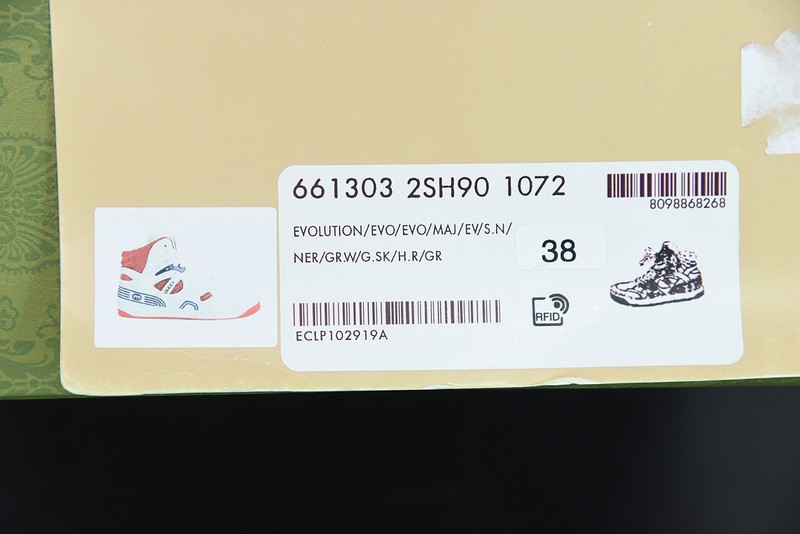 661303 2SH90 1072
8098868268
EVOLUTION/EVO/EVO/MAJ/EV/S.N/
NER/GR.W/G.SK/H.R/GR
38
RFID
ECLP102919A